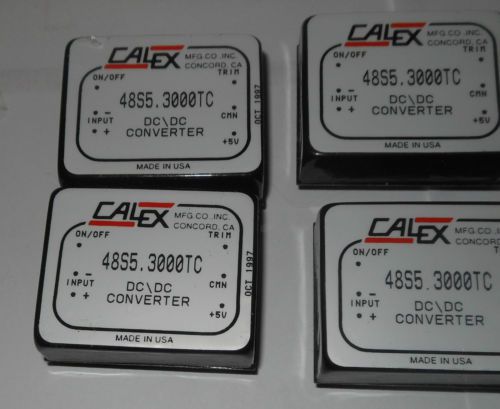 CALEX
MFG.CO.,INC.
CONCORD, CA
ON/OFF
TRIM
48S5.3000TC
INPUT - +
DC\DC
CONVERTER
CMN
+5V
OCT 1997
MADE IN USA
CALEX
MFG.CO.,INC.
CONCORD, CA
ON/OFF
TRIM
48S5.3000TC
INPUT - +
DC\DC
CONVERTER
CMN
MADE IN USA
CALEX
MFG.CO.,INC.
CONCORD, CA
ON/OFF
TRIM
48S5.3000TC
INPUT - +
DC\DC
CONVERTER
CMN
+5V
OCT 1997
MADE IN USA
CALEX
MFG.CO.
CONCORD
ON/OFF
48S5.3000TC
INPUT - +
DC\DC
CONVERTER
MADE IN USA